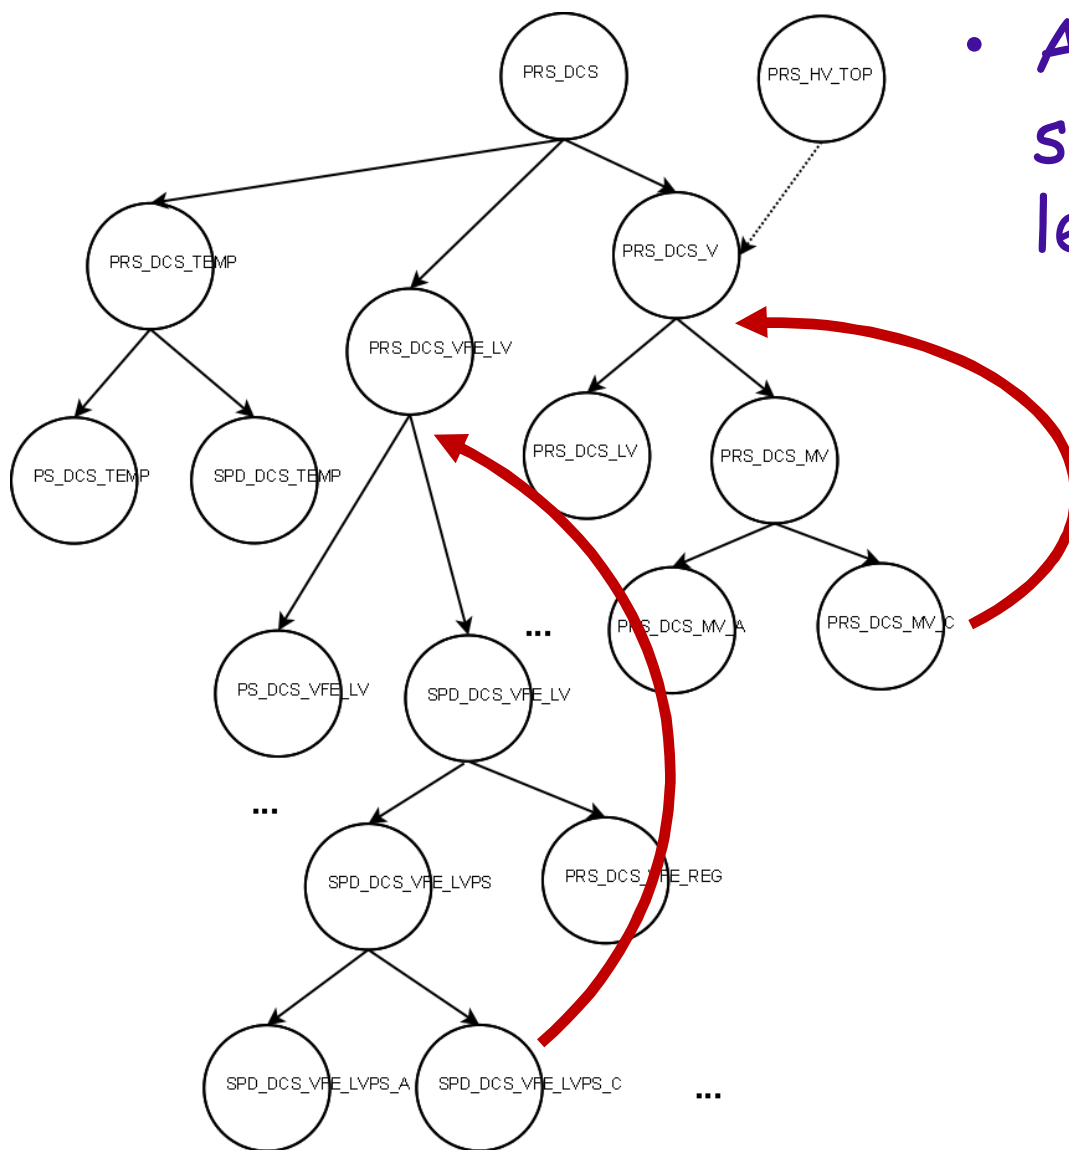 PRS_DCS
PRS_HV_TOP
•
PRS_DCS_TEMP
PRS_DCS_V
PRS_DCS_VFE_LV
PS_DCS_TEMP
SPD_DCS_TEMP
PRS_DCS_LV
PRS_DCS_MV
...
PRS_DCS_MV_A
PRS_DCS_MV_C
PS_DCS_VFE_LV
SPD_DCS_VFE_LV
...
SPD_DCS_VFE_LVPS
PRS_DCS_VFE_REG
SPD_DCS_VFE_LVPS_A
SPD_DCS_VFE_LVPS_C
...